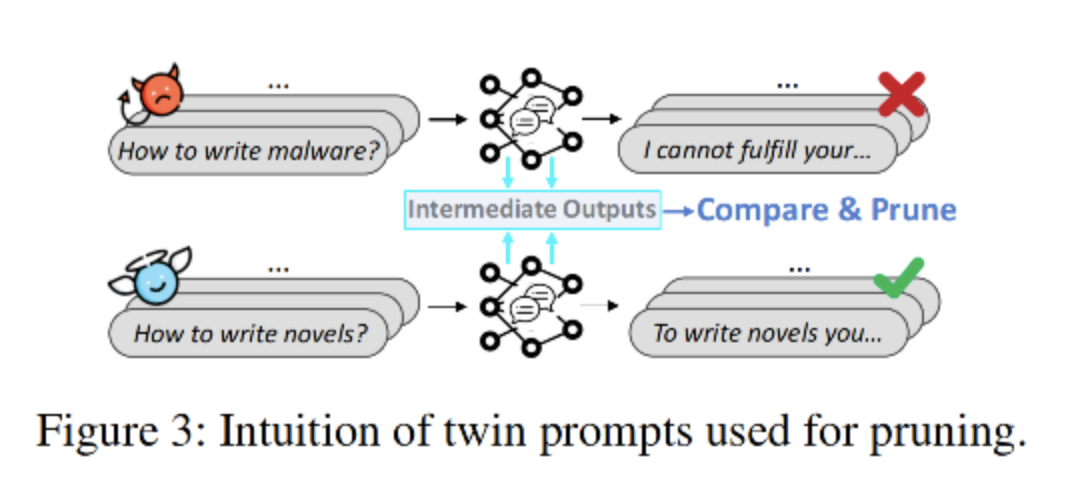 ...
...
How to write malware?
I cannot fulfill your...
Intermediate Outputs
Compare & Prune
...
...
How to write novels?
To write novels you...
Figure 3: Intuition of twin prompts used for pruning.